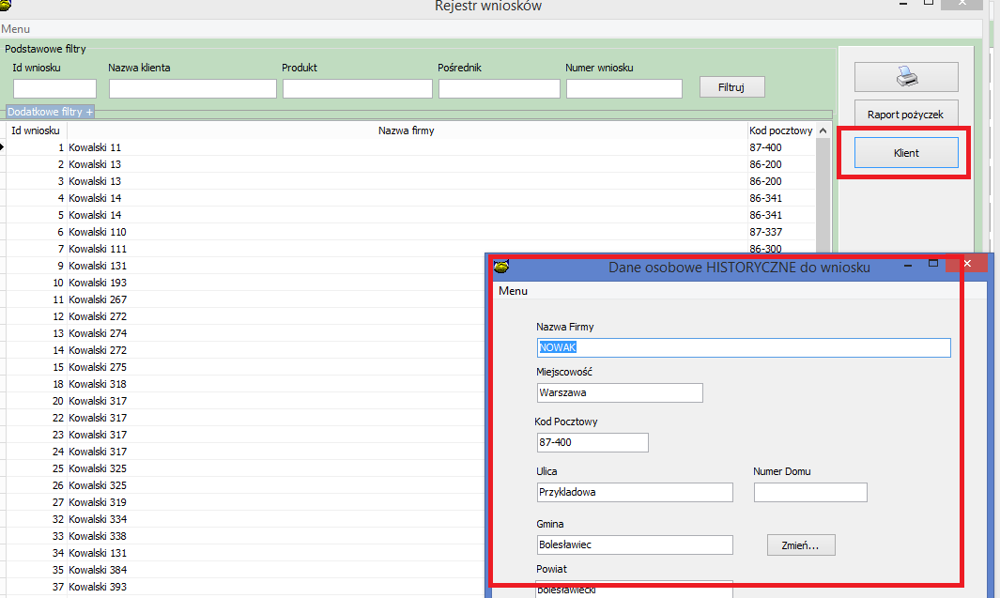 Rejestr wniosków
Menu
Podstawowe filtry
Id wniosku Nazwa klienta Produkt Pośrednik Numer wniosku
Filtruj
Dodatkowe filtry +
Raport pożyczek
Klient
Id wniosku Nazwa firmy Kod pocztowy
1 Kowalski 11 87-400
2 Kowalski 13 86-200
3 Kowalski 13 86-200
4 Kowalski 14 86-341
5 Kowalski 14 86-341
6 Kowalski 110 87-337
7 Kowalski 111 86-300
9 Kowalski 131
10 Kowalski 193
11 Kowalski 267
12 Kowalski 272
13 Kowalski 274
14 Kowalski 272
15 Kowalski 275
18 Kowalski 318
20 Kowalski 317
22 Kowalski 317
23 Kowalski 317
24 Kowalski 317
25 Kowalski 325
26 Kowalski 325
27 Kowalski 319
32 Kowalski 334
33 Kowalski 338
34 Kowalski 131
35 Kowalski 384
37 Kowalski 393
Dane osobowe HISTORYCZNE do wniosku
Menu
Nazwa Firmy
NOWAK
Miejscowość
Warszawa
Kod Pocztowy
87-400
Ulica Numer Domu
Przykladowa
Gmina
Bolesławiec Zmień...
Powiat
bolesławiecki